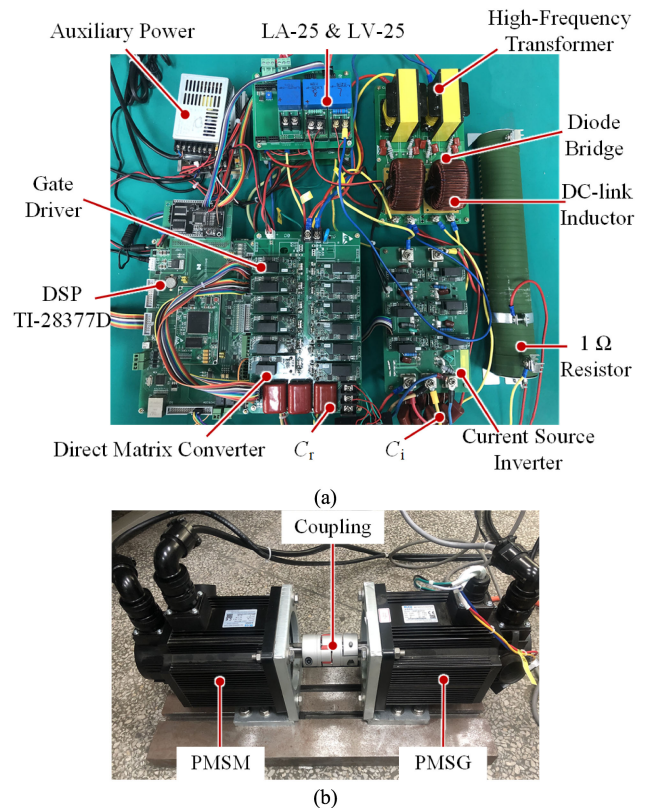 Auxiliary Power
LA-25 & LV-25
High-Frequency
Transformer
Diode
Bridge
DC-link
Inductor
Gate
Driver
DSP
TI-28377D
1 Ω
Resistor
Direct Matrix Converter
Cr
Ci
Current Source
Inverter
(a)
Coupling
PMSM
PMSG
(b)